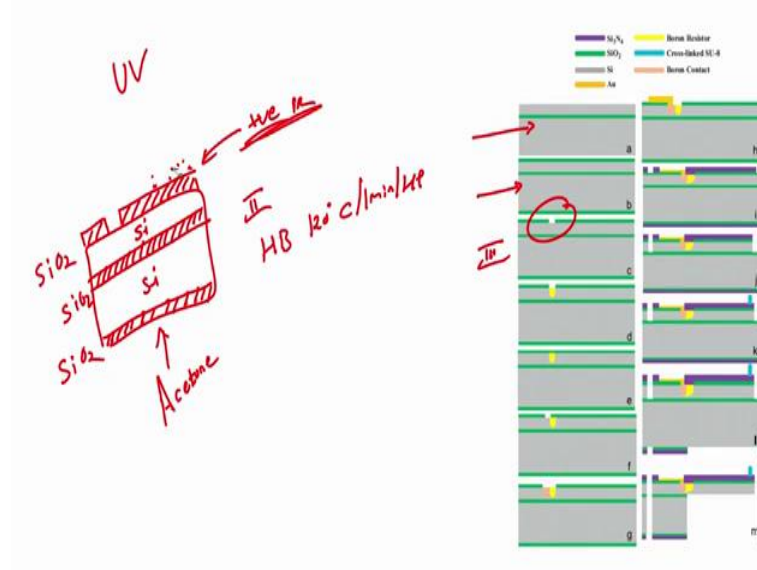 UV
+ve PR
II
HB 120°C/1min/HP
III
SiO2
Si
SiO2
Si
SiO2
Acetone
Si3N4
SiO2
Si
Au
Boron Resistor
Cross-linked SU-8
Boron Contact
a
b
c
d
e
f
g
h
i
j
k
l
m